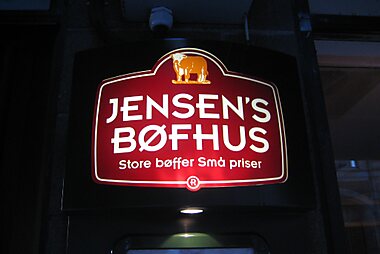 JENSEN'S
BØFHUS
Store bøffer Små priser
®